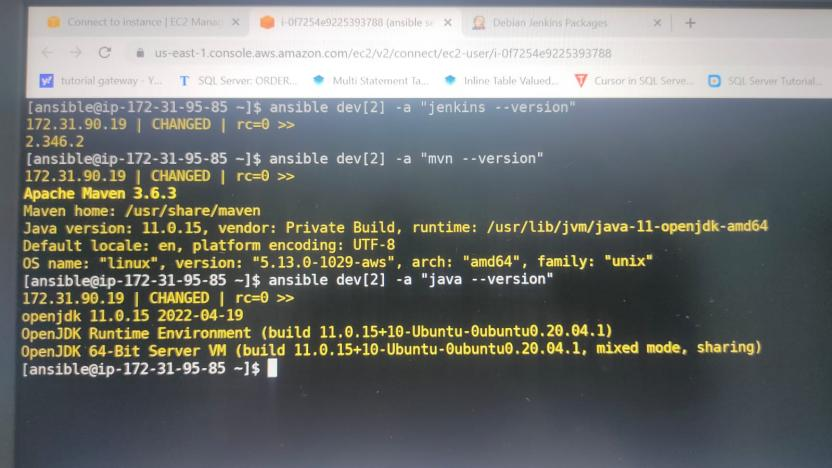 Connect to instance | EC2 Manag
i-0f7254e9225393788 (ansible se
Debian Jenkins Packages
us-east-1.console.aws.amazon.com/ec2/v2/connect/ec2-user/i-0f7254e9225393788
tutorial gateway - Y...
SQL Server: ORDER...
Multi Statement Ta...
Inline Table Valued...
Cursor in SQL Serve...
SQL Server Tutorial...
[ansible@ip-172-31-95-85 ~]$ ansible dev[2] -a "jenkins --version"
172.31.90.19 | CHANGED | rc=0 >>
2.346.2
[ansible@ip-172-31-95-85 ~]$ ansible dev[2] -a "mvn --version"
172.31.90.19 | CHANGED | rc=0 >>
Apache Maven 3.6.3
Maven home: /usr/share/maven
Java version: 11.0.15, vendor: Private Build, runtime: /usr/lib/jvm/java-11-openjdk-amd64
Default locale: en, platform encoding: UTF-8
OS name: "linux", version: "5.13.0-1029-aws", arch: "amd64", family: "unix"
[ansible@ip-172-31-95-85 ~]$ ansible dev[2] -a "java --version"
172.31.90.19 | CHANGED | rc=0 >>
openjdk 11.0.15 2022-04-19
OpenJDK Runtime Environment (build 11.0.15+10-Ubuntu-0ubuntu0.20.04.1)
OpenJDK 64-Bit Server VM (build 11.0.15+10-Ubuntu-0ubuntu0.20.04.1, mixed mode, sharing)
[ansible@ip-172-31-95-85 ~]$